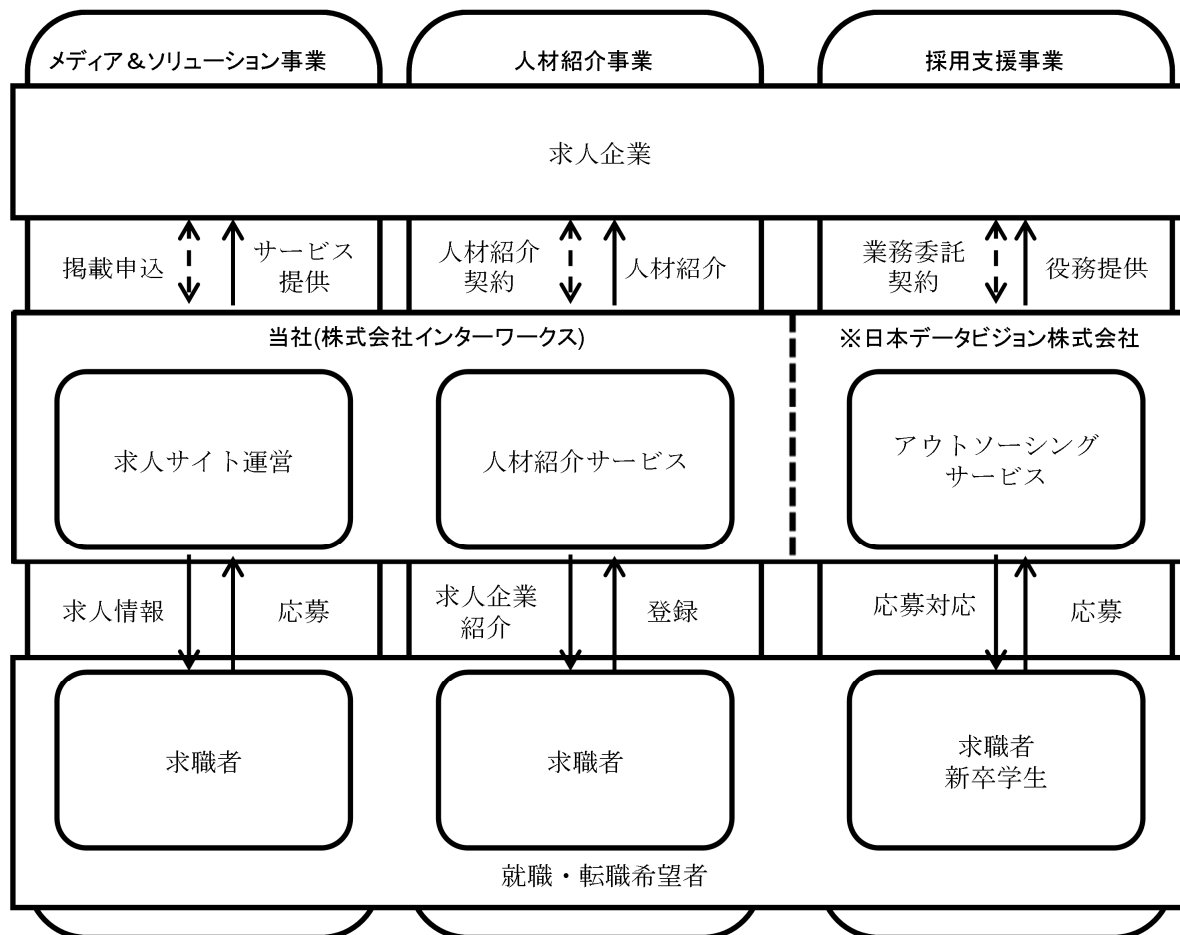 メディア＆ソリューション事業
人材紹介事業
採用支援事業
求人企業
掲載申込
サービス
提供
人材紹介
契約
人材紹介
業務委託
契約
役務提供
当社(株式会社インターワークス)
※日本データビジョン株式会社
求人サイト運営
人材紹介サービス
アウトソーシング
サービス
求人情報
応募
求人企業
紹介
登録
応募対応
応募
求職者
求職者
求職者
新卒学生
就職・転職希望者